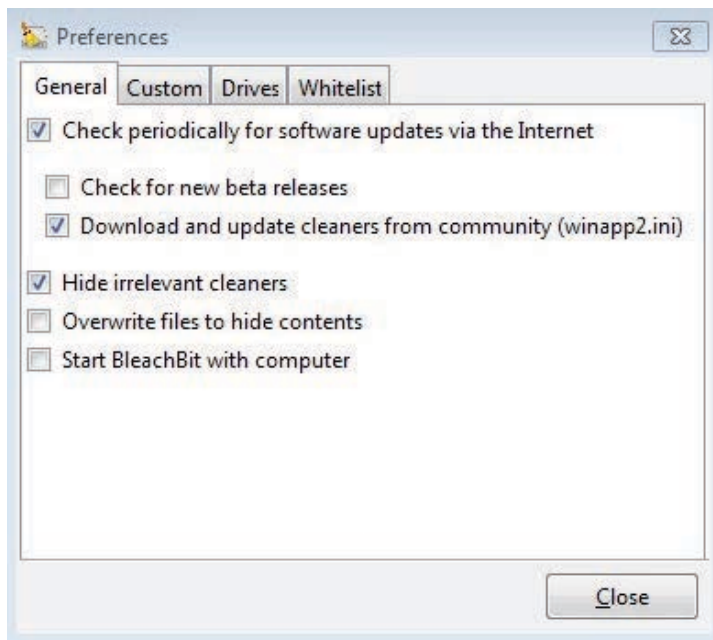 Preferences
General Custom Drives Whitelist
Check periodically for software updates via the Internet
Check for new beta releases
Download and update cleaners from community (winapp2.ini)
Hide irrelevant cleaners
Overwrite files to hide contents
Start BleachBit with computer
Close